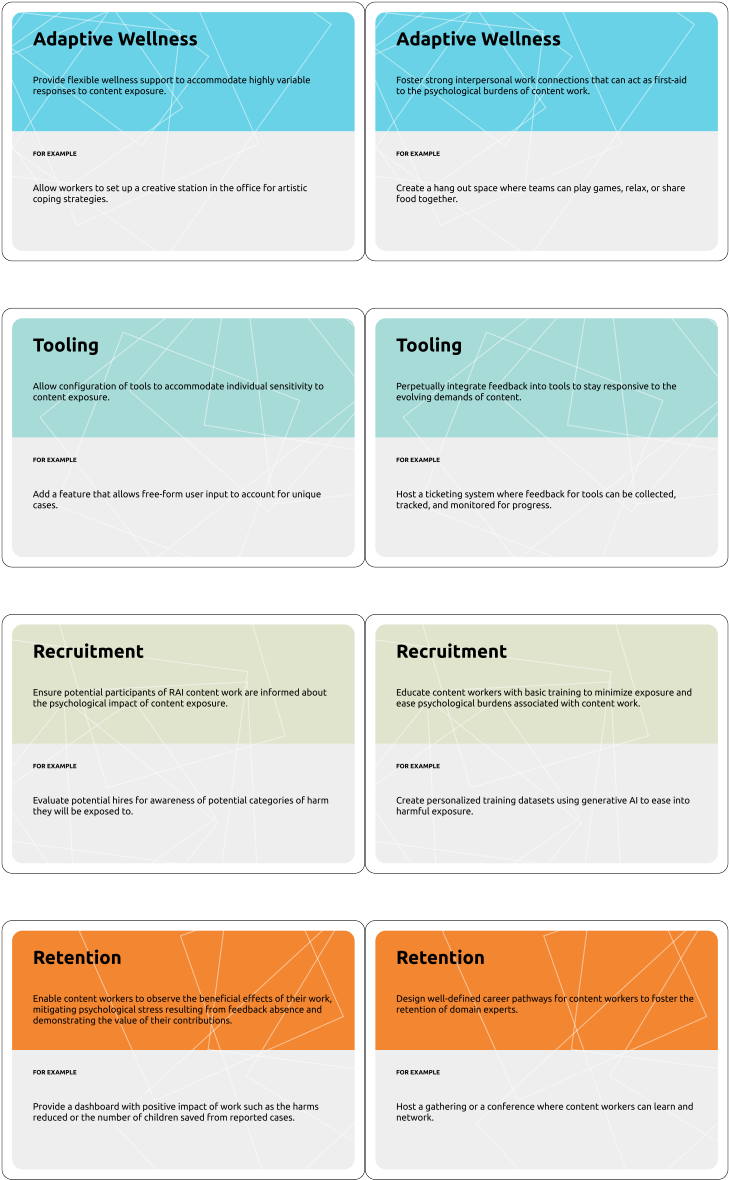 Adaptive Wellness
Provide flexible wellness support to accommodate highly variable
responses to content exposure.
FOR EXAMPLE
Allow workers to set up a creative station in the office for artistic
coping strategies.
Adaptive Wellness
Foster strong interpersonal work connections that can act as first-aid
to the psychological burdens of content work.
FOR EXAMPLE
Create a hang out space where teams can play games, relax, or share
food together.
Tooling
Allow configuration of tools to accommodate individual sensitivity to
content exposure.
FOR EXAMPLE
Add a feature that allows free-form user input to account for unique
cases.
Tooling
Perpetually integrate feedback into tools to stay responsive to the
evolving demands of content.
FOR EXAMPLE
Host a ticketing system where feedback for tools can be collected,
tracked, and monitored for progress.
Recruitment
Ensure potential participants of RAI content work are informed about
the psychological impact of content exposure.
FOR EXAMPLE
Evaluate potential hires for awareness of potential categories of harm
they will be exposed to.
Recruitment
Educate content workers with basic training to minimize exposure and
ease psychological burdens associated with content work.
FOR EXAMPLE
Create personalized training datasets using generative AI to ease into
harmful exposure.
Retention
Enable content workers to observe the beneficial effects of their work,
mitigating psychological stress resulting from feedback absence and
demonstrating the value of their contributions.
FOR EXAMPLE
Provide a dashboard with positive impact of work such as the harms
reduced or the number of children saved from reported cases.
Retention
Design well-defined career pathways for content workers to foster the
retention of domain experts.
FOR EXAMPLE
Host a gathering or a conference where content workers can learn and
network.